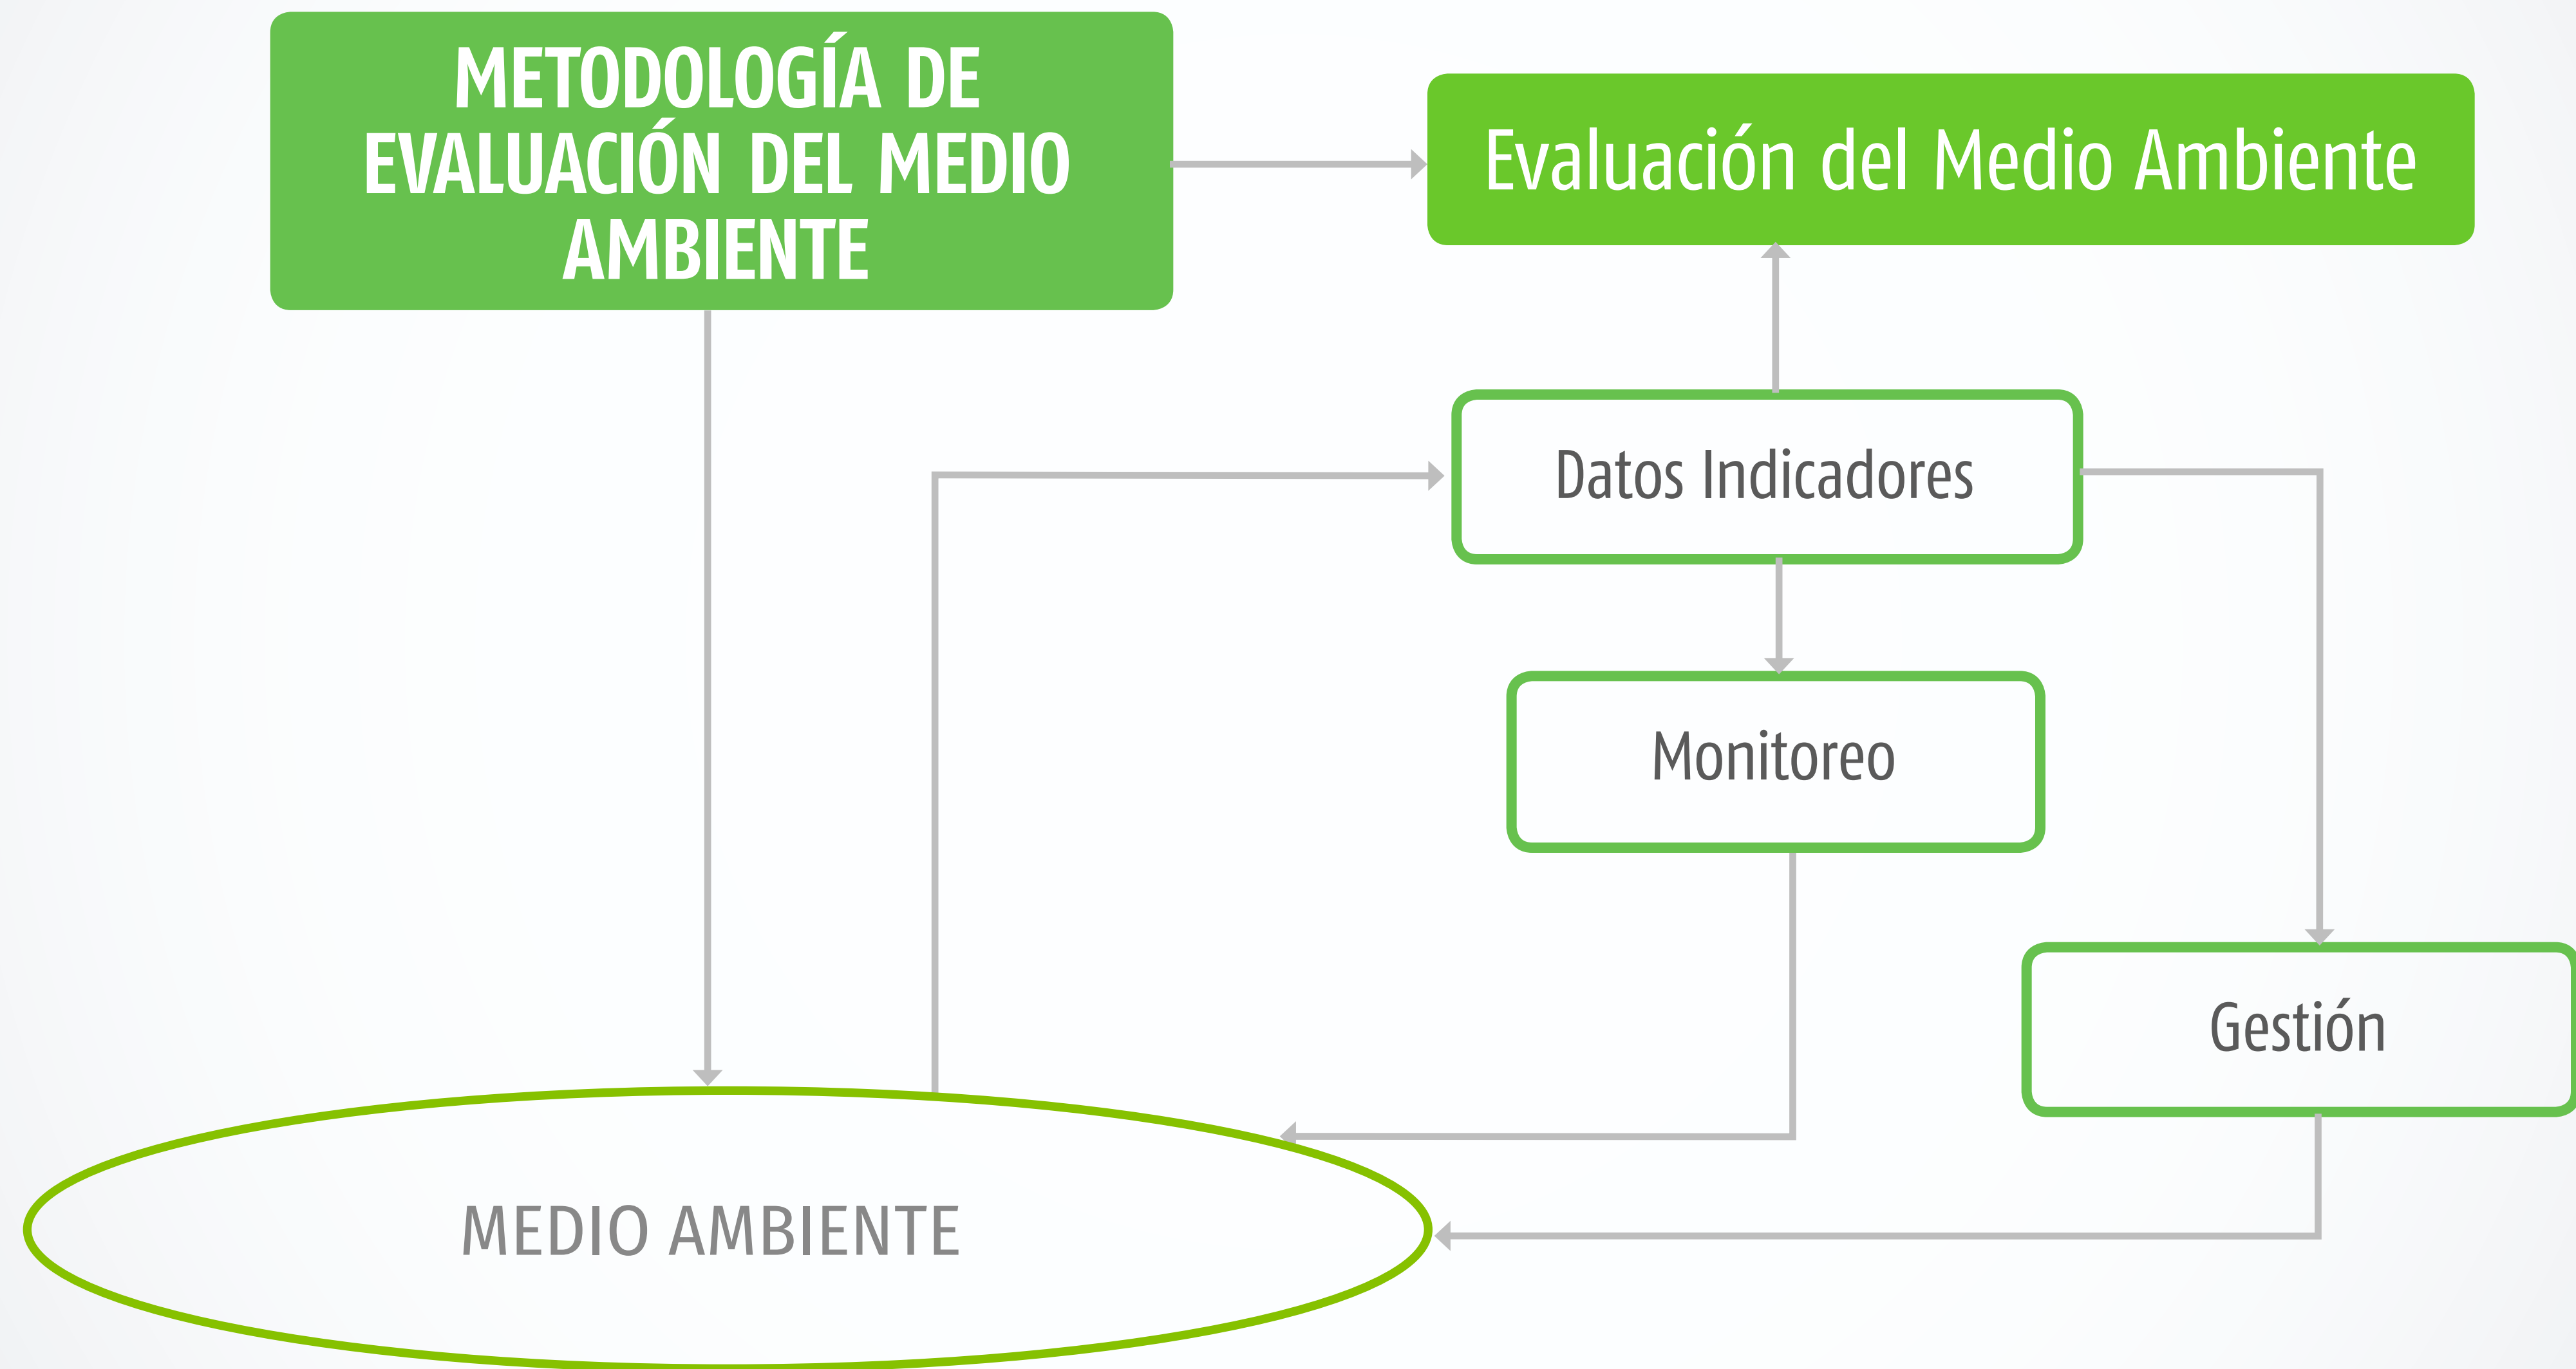 METODOLOGÍA DE
EVALUACIÓN DEL MEDIO
AMBIENTE
Evaluación del Medio Ambiente
Datos Indicadores
Monitoreo
Gestión
MEDIO AMBIENTE